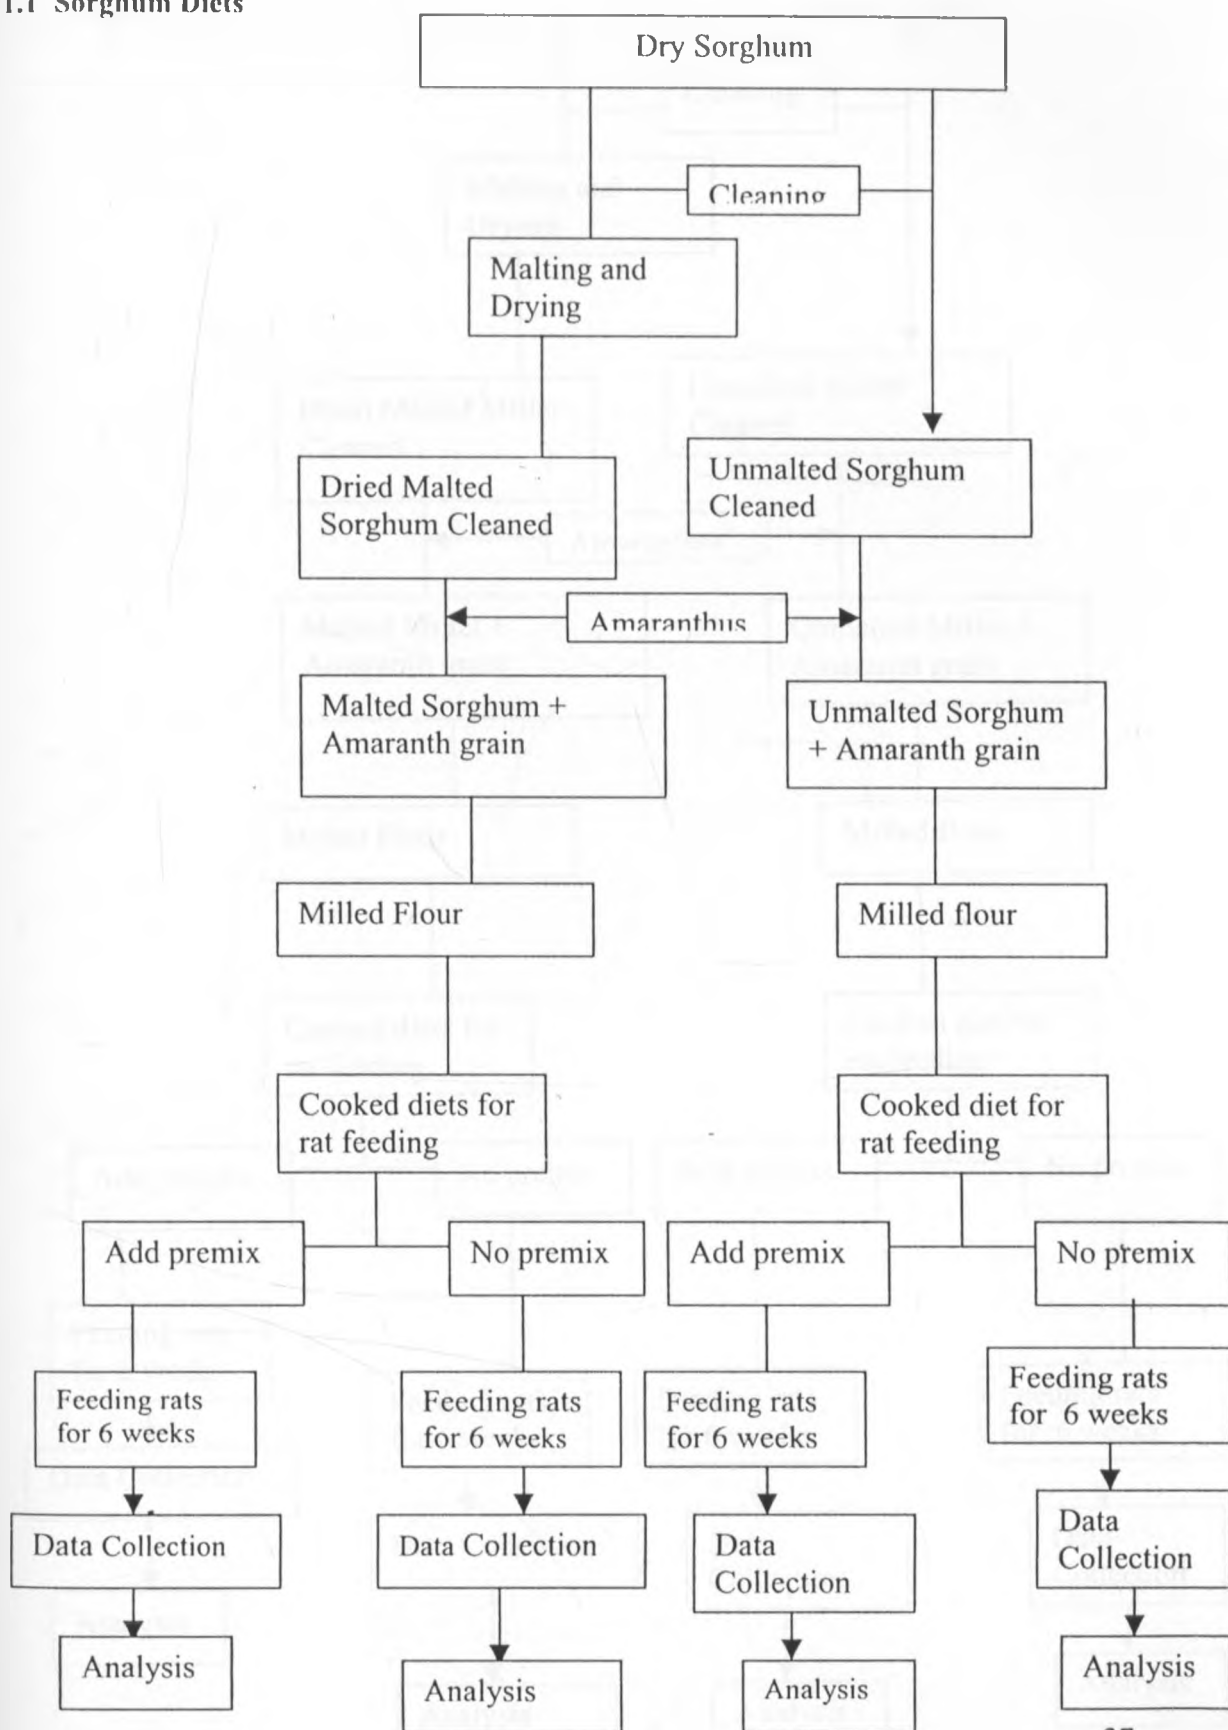 1.1 Sorghum Diets
Dry Sorghum
Cleaning
Malting and
Drying
Dried Malted
Sorghum Cleaned
Unmalted Sorghum
Cleaned
Amaranthus
Malted Sorghum +
Amaranth grain
Unmalted Sorghum
+ Amaranth grain
Milled Flour
Milled flour
Cooked diets for
rat feeding
Cooked diet for
rat feeding
Add premix
No premix
Add premix
No premix
Feeding rats
for 6 weeks
Feeding rats
for 6 weeks
Feeding rats
for 6 weeks
Feeding rats
for 6 weeks
Data Collection
Data Collection
Data
Collection
Data
Collection
Analysis
Analysis
Analysis
Analysis